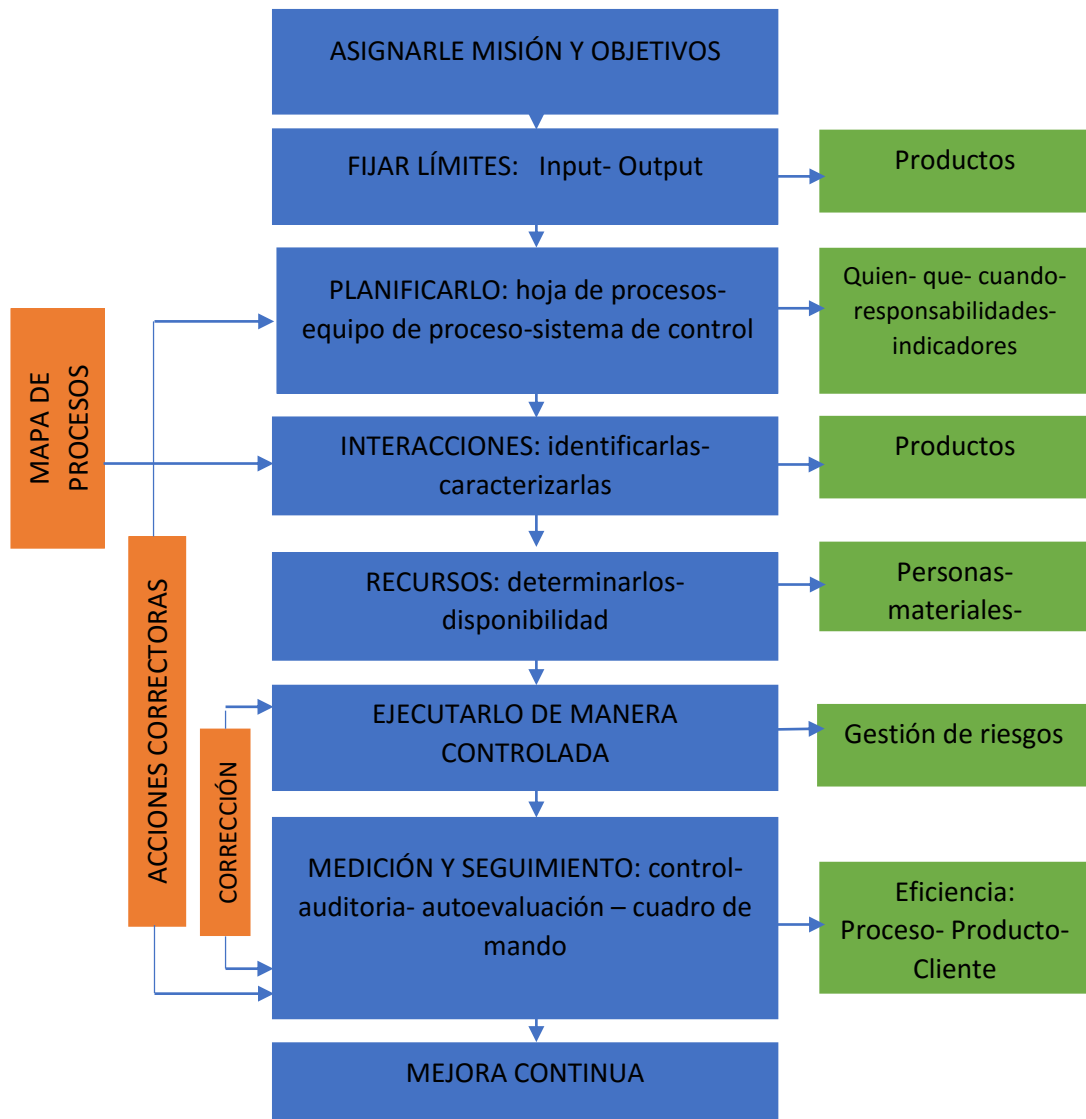 ASIGNARLE MISIÓN Y OBJETIVOS
FIJAR LÍMITES: Input- Output
Productos
PLANIFICARLO: hoja de procesos-
equipo de proceso-sistema de control
Quien- que- cuando-
responsabilidades-
indicadores
MAPA DE
PROCESOS
INTERACCIONES: identificarlas-
caracterizarlas
Productos
RECURSOS: determinarlos-
disponibilidad
Personas-
materiales-
ACCIONES CORRECTORAS
CORRECCIÓN
EJECUTARLO DE MANERA
CONTROLADA
Gestión de riesgos
MEDICIÓN Y SEGUIMIENTO: control-
auditoria- autoevaluación – cuadro de
mando
Eficiencia:
Proceso- Producto-
Cliente
MEJORA CONTINUA